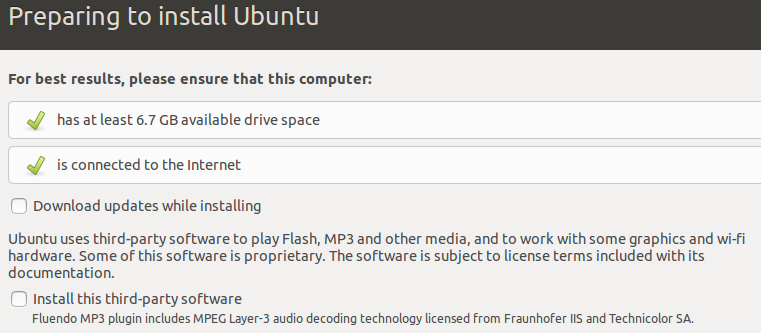 Preparing to install Ubuntu
For best results, please ensure that this computer:
has at least 6.7 GB available drive space
is connected to the Internet
Download updates while installing
Ubuntu uses third-party software to play Flash, MP3 and other media, and to work with some graphics and wi-fi
hardware. Some of this software is proprietary. The software is subject to license terms included with its
documentation.
Install this third-party software
Fluendo MP3 plugin includes MPEG Layer-3 audio decoding technology licensed from Fraunhofer IIS and Technicolor SA.